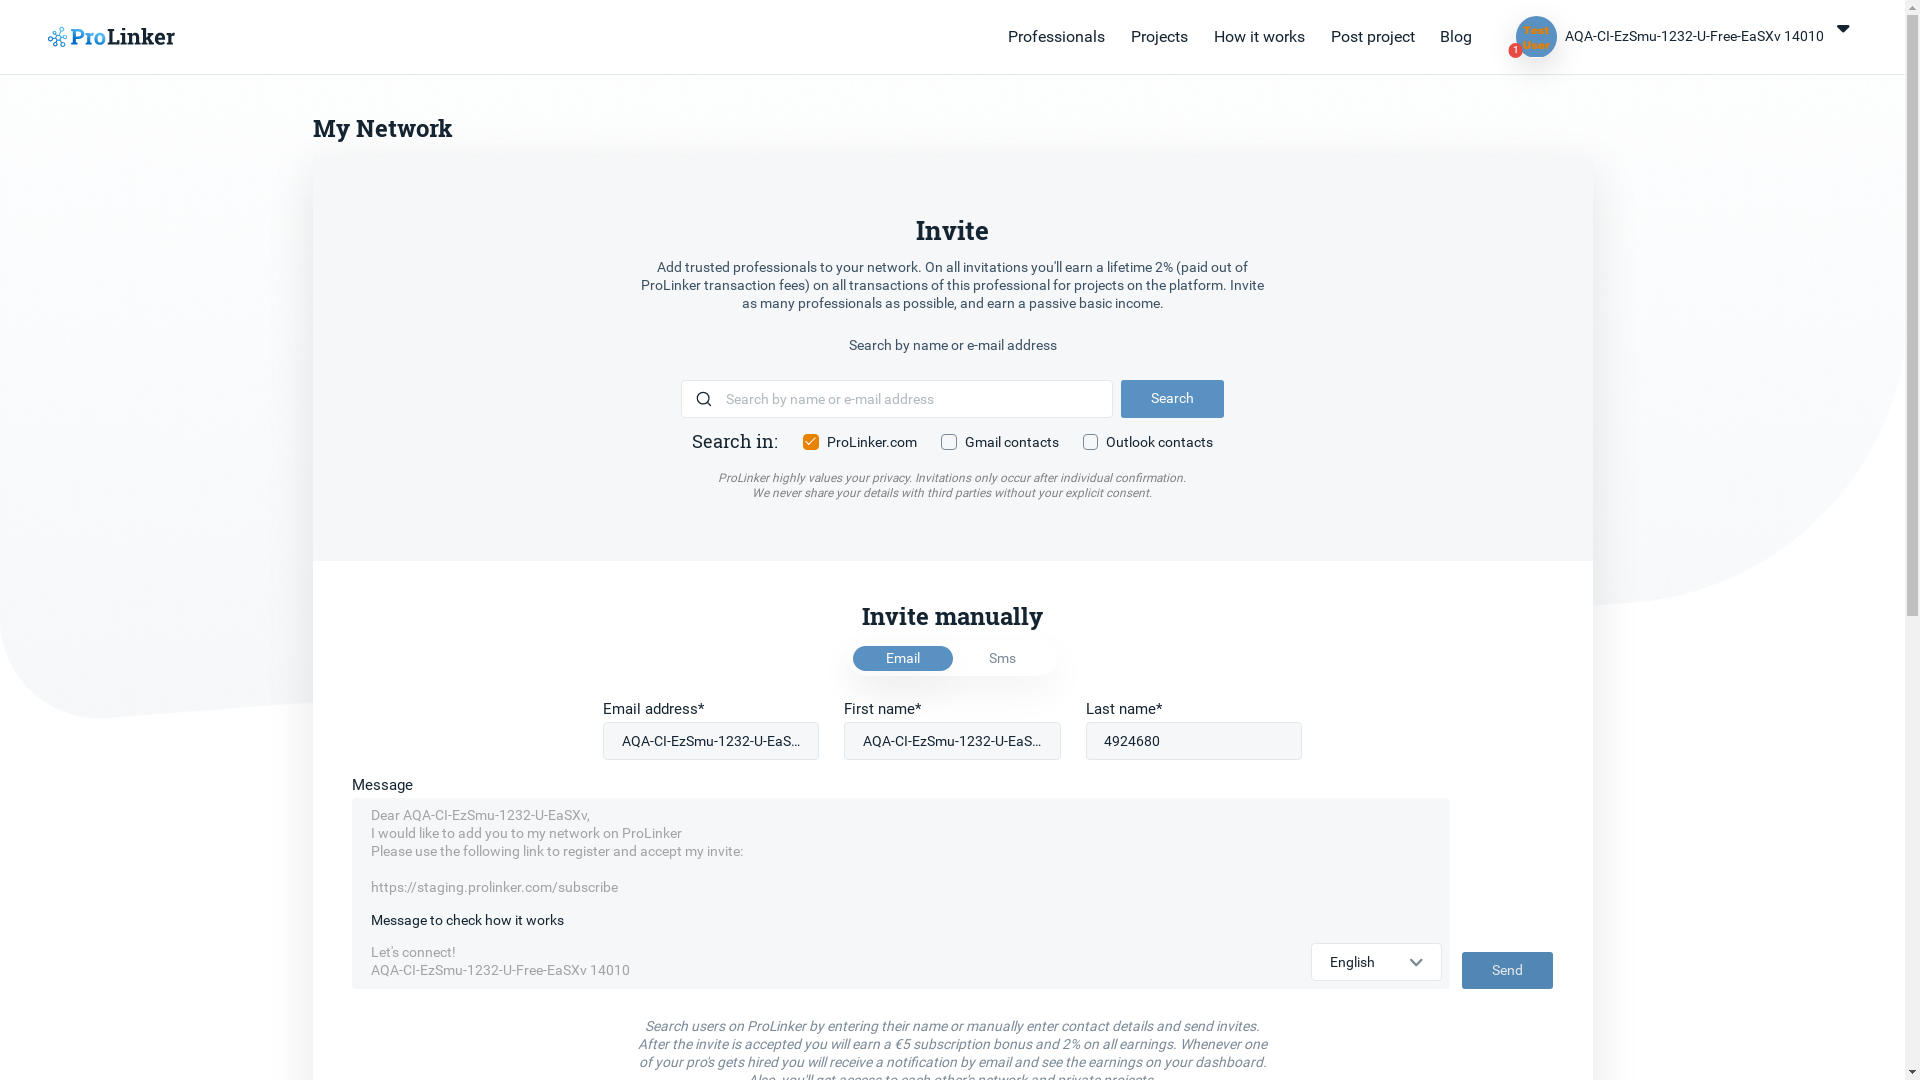 ProLinker
Professionals
Projects
How it works
Post project
Blog
Test
User
1
AQA-CI-EzSmu-1232-U-Free-EaSXv 14010
My Network
Invite
Add trusted professionals to your network. On all invitations you'll earn a lifetime 2% (paid out of
ProLinker transaction fees) on all transactions of this professional for projects on the platform. Invite
as many professionals as possible, and earn a passive basic income.
Search by name or e-mail address
Search by name or e-mail address
Search
Search in:
ProLinker.com
Gmail contacts
Outlook contacts
ProLinker highly values your privacy. Invitations only occur after individual confirmation.
We never share your details with third parties without your explicit consent.
Invite manually
Email
Sms
Email address*
First name*
Last name*
AQA-CI-EzSmu-1232-U-EaS...
AQA-CI-EzSmu-1232-U-EaS...
4924680
Message
Dear AQA-CI-EzSmu-1232-U-EaSXv,
I would like to add you to my network on ProLinker
Please use the following link to register and accept my invite:
https://staging.prolinker.com/subscribe
Message to check how it works
Let's connect!
AQA-CI-EzSmu-1232-U-Free-EaSXv 14010
English
Send
Search users on ProLinker by entering their name or manually enter contact details and send invites.
After the invite is accepted you will earn a €5 subscription bonus and 2% on all earnings. Whenever one
of your pro's gets hired you will receive a notification by email and see the earnings on your dashboard.
Also, you'll get access to each other's network and private projects.